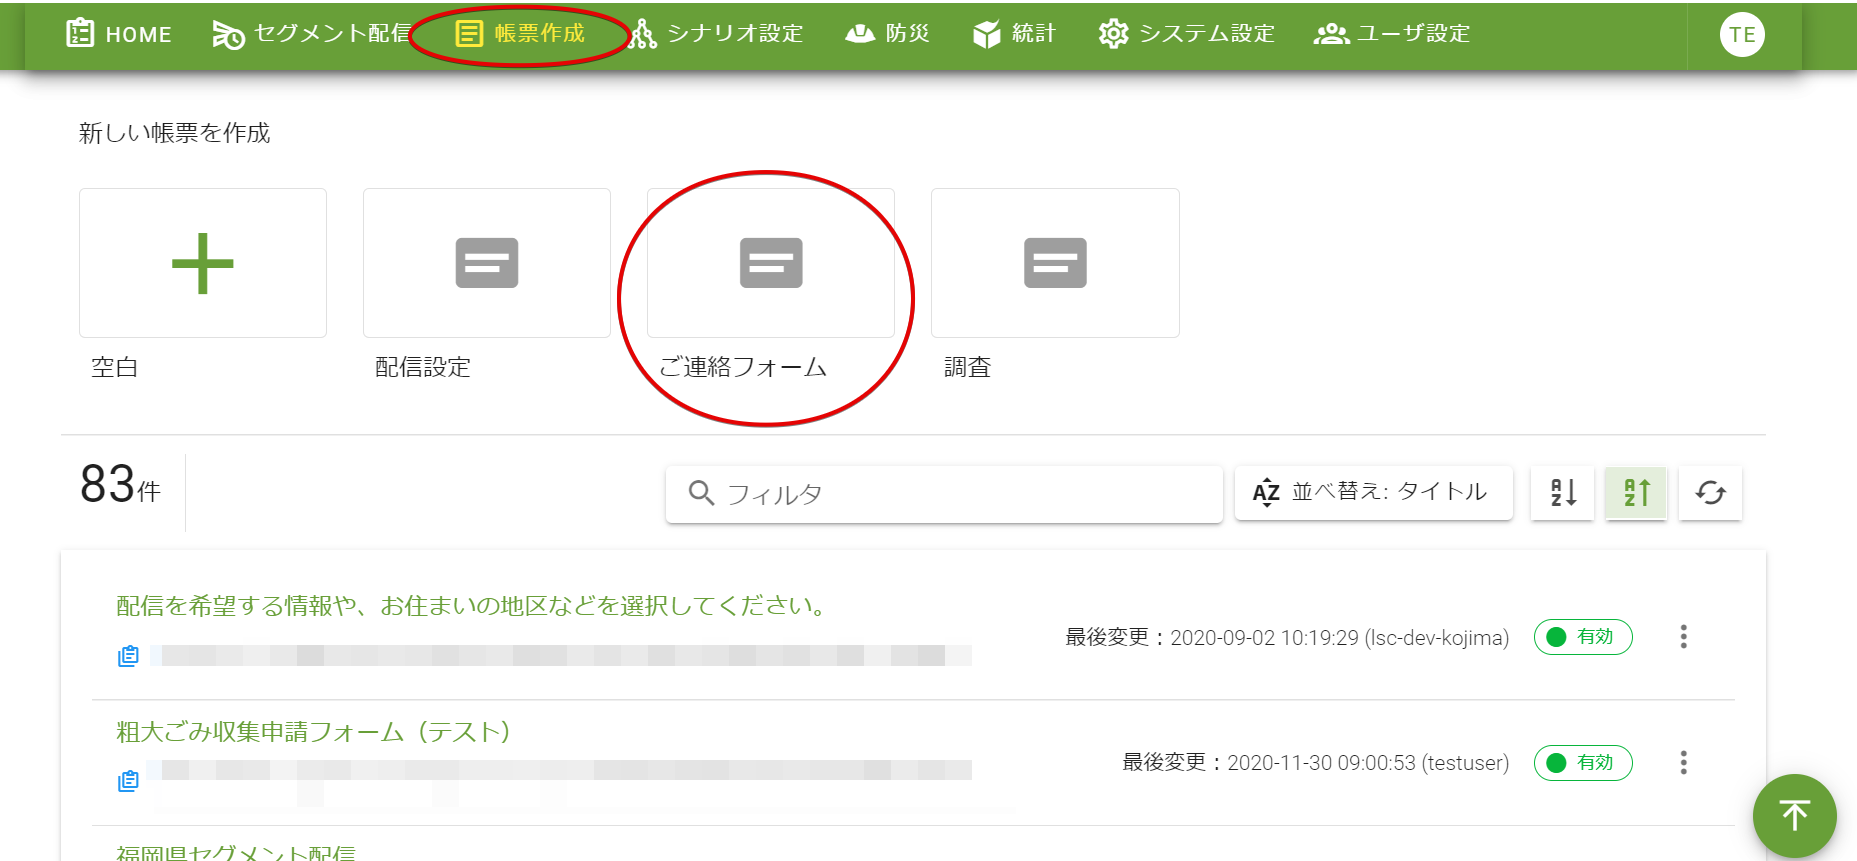 HOME セグメント配信 帳票作成 シナリオ設定 防災 統計 システム設定 ユーザ設定 TE
新しい帳票を作成
空白 配信設定 ご連絡フォーム 調査
83件 フィルタ AZ 並べ替え: タイトル AZ AZ
配信を希望する情報や、お住まいの地区などを選択してください。
最後変更：2020-09-02 10:19:29 (lsc-dev-kojima) 有効
粗大ごみ収集申請フォーム（テスト）
最後変更：2020-11-30 09:00:53 (testuser) 有効
福岡県セグメント配信